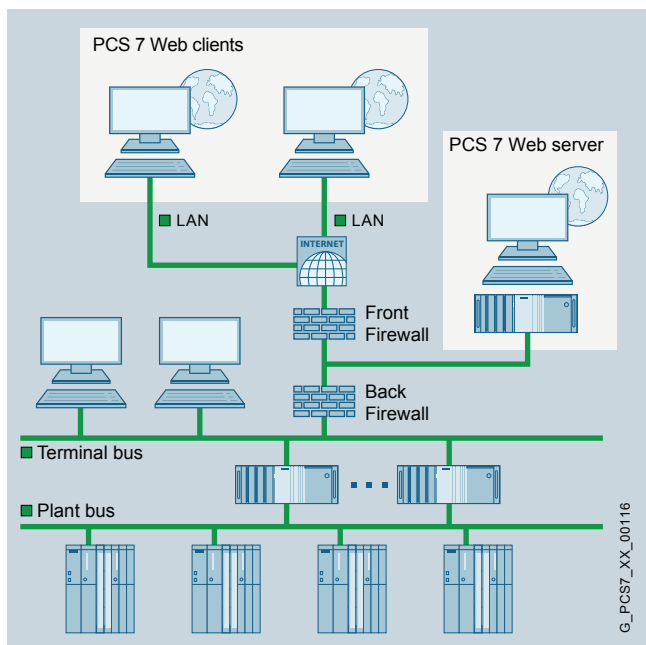 PCS 7 Web clients
PCS 7 Web server
LAN
LAN
INTERNET
Front
Firewall
Back
Firewall
Terminal bus
Plant bus
G_PCS7_XX_00116